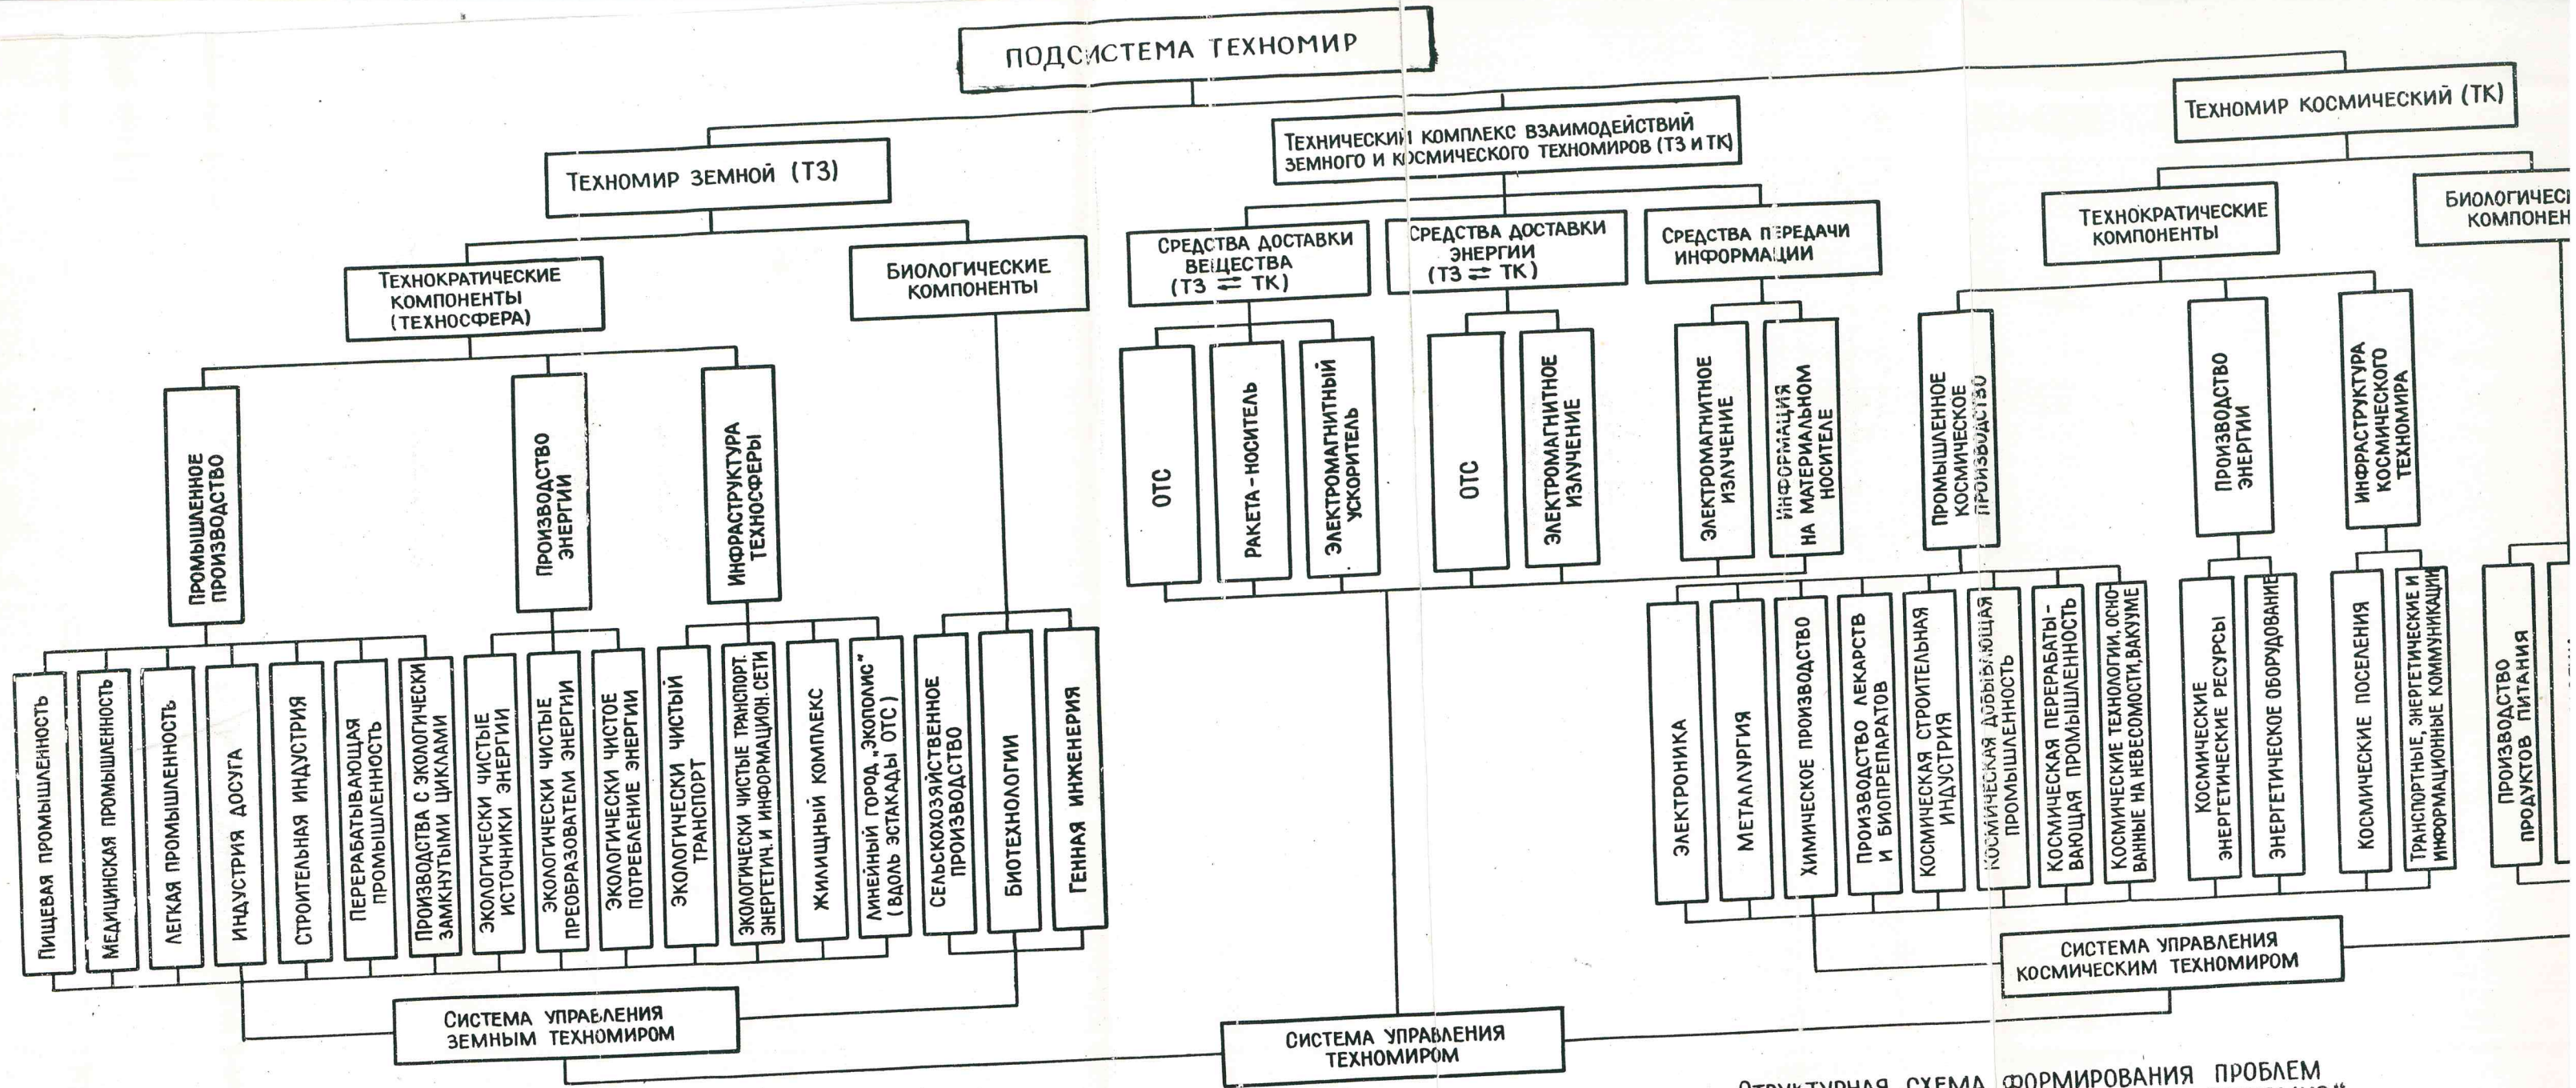 ПОДСИСТЕМА ТЕХНОМИР
ТЕХНОМИР ЗЕМНОЙ (ТЗ)
ТЕХНИЧЕСКИЙ КОМПЛЕКС ВЗАИМОДЕЙСТВИЙ
ЗЕМНОГО И КОСМИЧЕСКОГО ТЕХНОМИРОВ (ТЗ И ТК)
ТЕХНОМИР КОСМИЧЕСКИЙ (ТК)
ТЕХНОКРАТИЧЕСКИЕ
КОМПОНЕНТЫ
(ТЕХНОСФЕРА)
БИОЛОГИЧЕСКИЕ
КОМПОНЕНТЫ
СРЕДСТВА ДОСТАВКИ
ВЕЩЕСТВА
(ТЗ ⇄ ТК)
СРЕДСТВА ДОСТАВКИ
ЭНЕРГИИ
(ТЗ ⇄ ТК)
СРЕДСТВА ПЕРЕДАЧИ
ИНФОРМАЦИИ
ТЕХНОКРАТИЧЕСКИЕ
КОМПОНЕНТЫ
БИОЛОГИЧЕС
КОМПОНЕН
ПРОМЫШЛЕННОЕ
ПРОИЗВОДСТВО
ПРОИЗВОДСТВО
ЭНЕРГИИ
ИНФРАСТРУКТУРА
ТЕХНОСФЕРЫ
ОТС
РАКЕТА-НОСИТЕЛЬ
ЭЛЕКТРОМАГНИТНЫЙ
УСКОРИТЕЛЬ
ОТС
ЭЛЕКТРОМАГНИТНОЕ
ИЗЛУЧЕНИЕ
ЭЛЕКТРОМАГНИТНОЕ
ИЗЛУЧЕНИЕ
ИНФОРМАЦИЯ
НА МАТЕРИАЛЬНОМ
НОСИТЕЛЕ
ПРОМЫШЛЕННОЕ
КОСМИЧЕСКОЕ
ПРОИЗВОДСТВО
ПРОИЗВОДСТВО
ЭНЕРГИИ
ИНФРАСТРУКТУРА
КОСМИЧЕСКОГО
ТЕХНОМИРА
ПИЩЕВАЯ ПРОМЫШЛЕННОСТЬ
МЕДИЦИНСКАЯ ПРОМЫШЛЕННОСТЬ
ЛЕГКАЯ ПРОМЫШЛЕННОСТЬ
ИНДУСТРИЯ ДОСУГА
СТРОИТЕЛЬНАЯ ИНДУСТРИЯ
ПЕРЕРАБАТЫВАЮЩАЯ
ПРОМЫШЛЕННОСТЬ
ПРОИЗВОДСТВА С ЭКОЛОГИЧЕСКИ
ЗАМКНУТЫМИ ЦИКЛАМИ
ЭКОЛОГИЧЕСКИ ЧИСТЫЕ
ИСТОЧНИКИ ЭНЕРГИИ
ЭКОЛОГИЧЕСКИ ЧИСТЫЕ
ПРЕОБРАЗОВАТЕЛИ ЭНЕРГИИ
ЭКОЛОГИЧЕСКИ ЧИСТОЕ
ПОТРЕБЛЕНИЕ ЭНЕРГИИ
ЭКОЛОГИЧЕСКИ ЧИСТЫЙ
ТРАНСПОРТ
ЭКОЛОГИЧЕСКИ ЧИСТЫЕ ТРАНСПОРТ.
ЭНЕРГЕТИЧ. И ИНФОРМАЦИОН. СЕТИ
ЖИЛИЩНЫЙ КОМПЛЕКС
ЛИНЕЙНЫЙ ГОРОД „ЭКОПОЛИС“
(ВДОЛЬ ЭСТАКАДЫ ОТС)
СЕЛЬСКОХОЗЯЙСТВЕННОЕ
ПРОИЗВОДСТВО
БИОТЕХНОЛОГИИ
ГЕННАЯ ИНЖЕНЕРИЯ
ЭЛЕКТРОНИКА
МЕТАЛЛУРГИЯ
ХИМИЧЕСКОЕ ПРОИЗВОДСТВО
ПРОИЗВОДСТВО ЛЕКАРСТВ
И БИОПРЕПАРАТОВ
КОСМИЧЕСКАЯ СТРОИТЕЛЬНАЯ
ИНДУСТРИЯ
КОСМИЧЕСКАЯ ДОБЫВАЮЩАЯ
ПРОМЫШЛЕННОСТЬ
КОСМИЧЕСКАЯ ПЕРЕРАБАТЫ-
ВАЮЩАЯ ПРОМЫШЛЕННОСТЬ
КОСМИЧЕСКИЕ ТЕХНОЛОГИИ, ОСНО-
ВАННЫЕ НА НЕВЕСОМОСТИ, ВАКУУМЕ
КОСМИЧЕСКИЕ
ЭНЕРГЕТИЧЕСКИЕ РЕСУРСЫ
ЭНЕРГЕТИЧЕСКОЕ ОБОРУДОВАНИЕ
КОСМИЧЕСКИЕ ПОСЕЛЕНИЯ
ТРАНСПОРТНЫЕ, ЭНЕРГЕТИЧЕСКИЕ И
ИНФОРМАЦИОННЫЕ КОММУНИКАЦИИ
ПРОИЗВОДСТВО
ПРОДУКТОВ ПИТАНИЯ
СИСТЕМА УПРАВЛЕНИЯ
ЗЕМНЫМ ТЕХНОМИРОМ
СИСТЕМА УПРАВЛЕНИЯ
ТЕХНОМИРОМ
СИСТЕМА УПРАВЛЕНИЯ
КОСМИЧЕСКИМ ТЕХНОМИРОМ
СТРУКТУРНАЯ СХЕМА ФОРМИРОВАНИЯ ПРОБЛЕМ